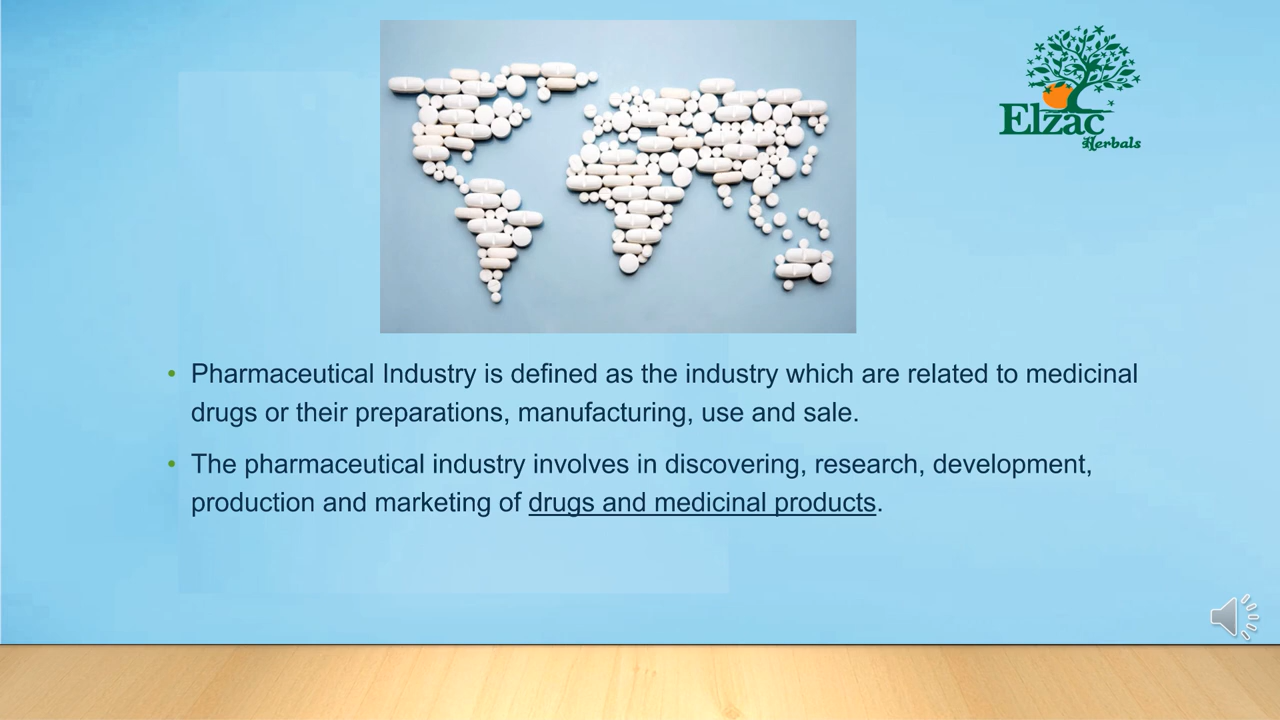 Elzac
Herbals
• Pharmaceutical Industry is defined as the industry which are related to medicinal
drugs or their preparations, manufacturing, use and sale.
• The pharmaceutical industry involves in discovering, research, development,
production and marketing of drugs and medicinal products.